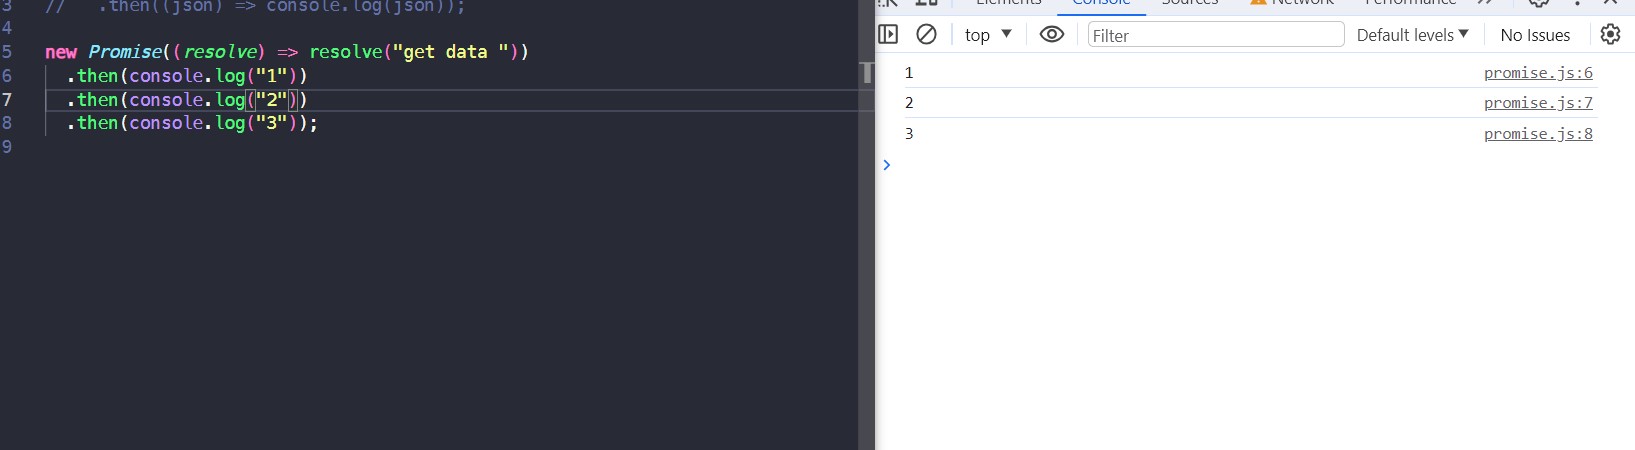 3 //   .then((json) => console.log(json));
4
5 new Promise((resolve) => resolve("get data "))
6   .then(console.log("1"))
7   .then(console.log("2"))
8   .then(console.log("3"));
9
Elements Console Sources Network Performance
top Filter Default levels No Issues
1 promise.js:6
2 promise.js:7
3 promise.js:8